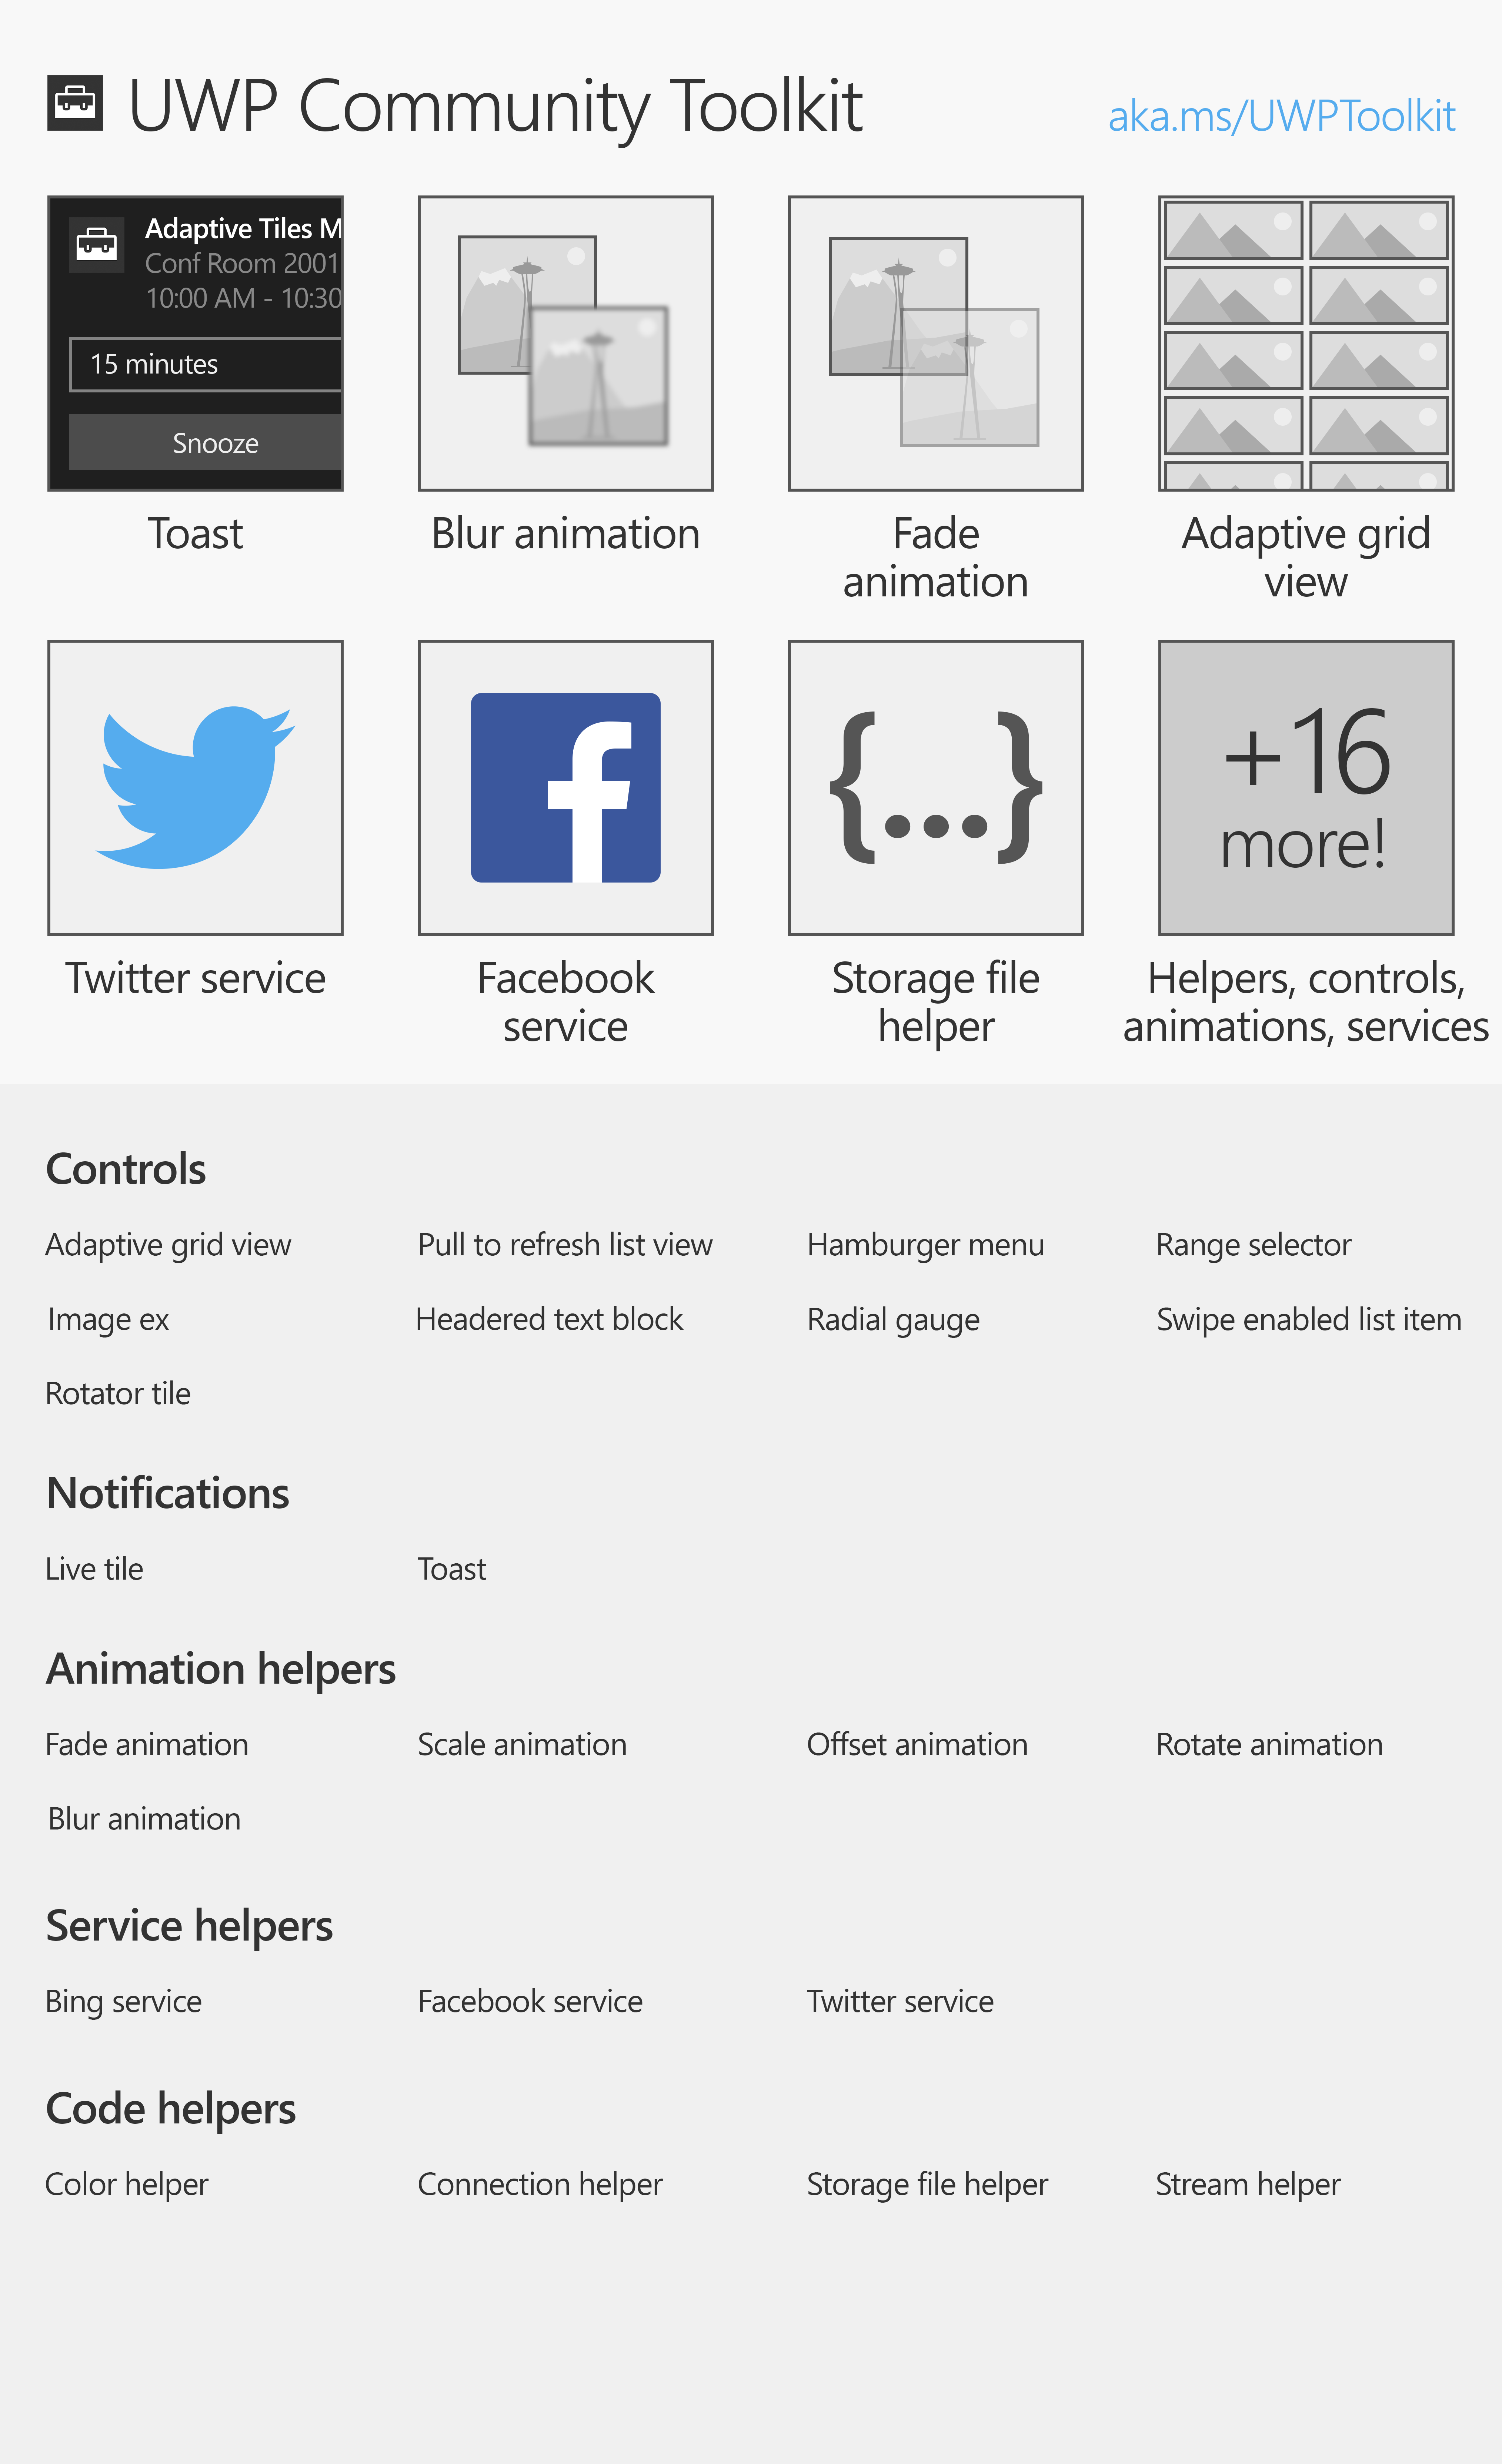 UWP Community Toolkit
aka.ms/UWPToolkit
Adaptive Tiles M
Conf Room 2001
10:00 AM - 10:30
15 minutes
Snooze
Toast
Blur animation
Fade
animation
Adaptive grid
view
Twitter service
Facebook
service
{...}
Storage file
helper
+16
more!
Helpers, controls,
animations, services
Controls
Adaptive grid view
Pull to refresh list view
Hamburger menu
Range selector
Image ex
Headered text block
Radial gauge
Swipe enabled list item
Rotator tile
Notifications
Live tile
Toast
Animation helpers
Fade animation
Scale animation
Offset animation
Rotate animation
Blur animation
Service helpers
Bing service
Facebook service
Twitter service
Code helpers
Color helper
Connection helper
Storage file helper
Stream helper